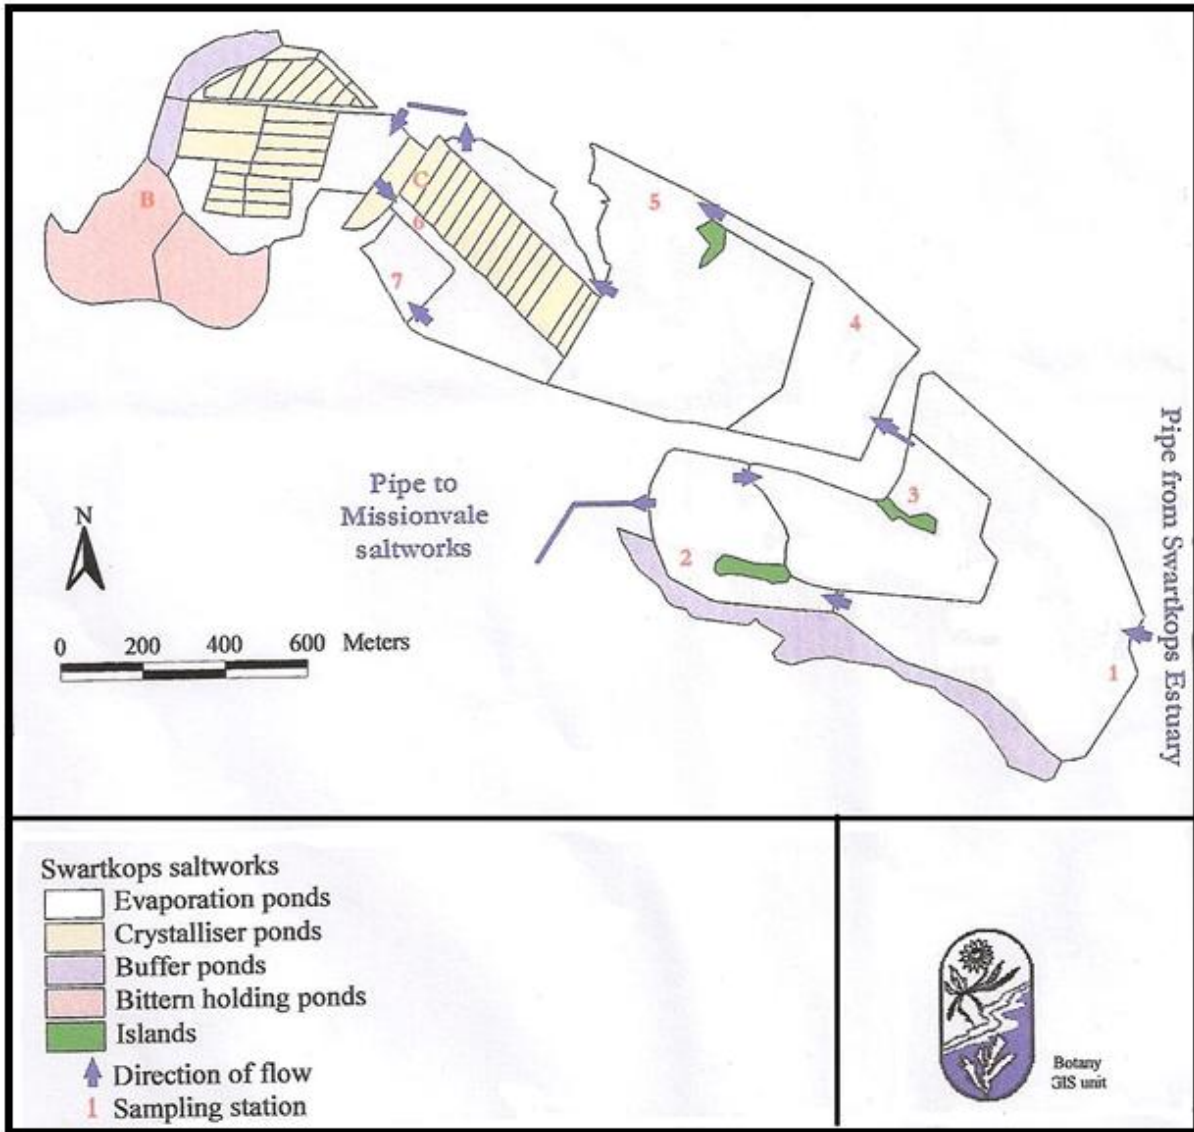 B
C
6
7
5
4
3
2
1
Pipe from Swartkops Estuary
Pipe to
Missionvale
saltworks
N
0 200 400 600 Meters
Swartkops saltworks
Evaporation ponds
Crystalliser ponds
Buffer ponds
Bittern holding ponds
Islands
Direction of flow
1 Sampling station
Botany
GIS unit